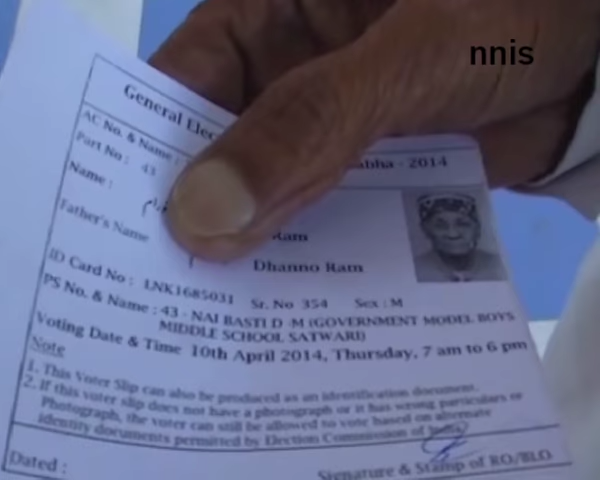 nnis
General Elec abha - 2014
AC No. & Name :
Part No : 43
Name :
Ram
Father's Name
Dhanno Ram
ID Card No : LNK1685031 Sr. No 354 Sex : M
PS No. & Name : 43 - NAI BASTI D -M (GOVERNMENT MODEL BOYS
MIDDLE SCHOOL SATWARI)
Voting Date & Time 10th April 2014, Thursday, 7 am to 6 pm
Note
1. This Voter Slip can also be produced as an identification document.
2. If this voter slip does not have a photograph or it has wrong particulars or
Photograph, the voter can still be allowed to vote based on alternate
identity documents permitted by Election Commission of India
Dated :
Signature & Stamp of RO/BLO